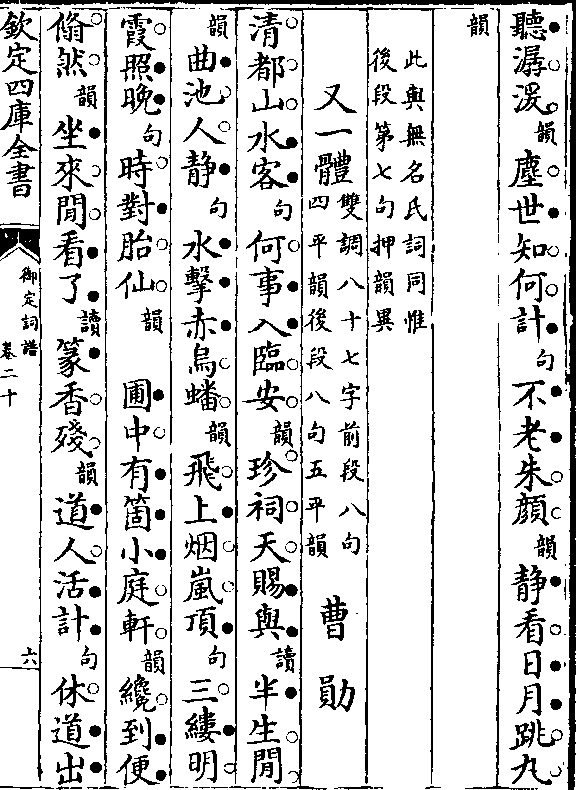 聽潺湲韻塵世知何計句不老朱顔韻静看日月跳九
韻
此與無名氏詞同惟
後段第七句押韻異
又一體雙調八十七字前段八句
四平韻後段八句五平韻曹勛
清都山水客句何事入臨安韻珍祠天賜與讀半生閒
韻曲池人静句水擊赤烏蟠韻飛上烟嵐頂句三縷明
霞照晩句時對胎仙韻圃中有箇小庭軒韻纔到便
翛然韻坐來閒看了讀篆香殘韻道人活計句休道出
欽定四庫全書
御定詞譜
卷二十
六